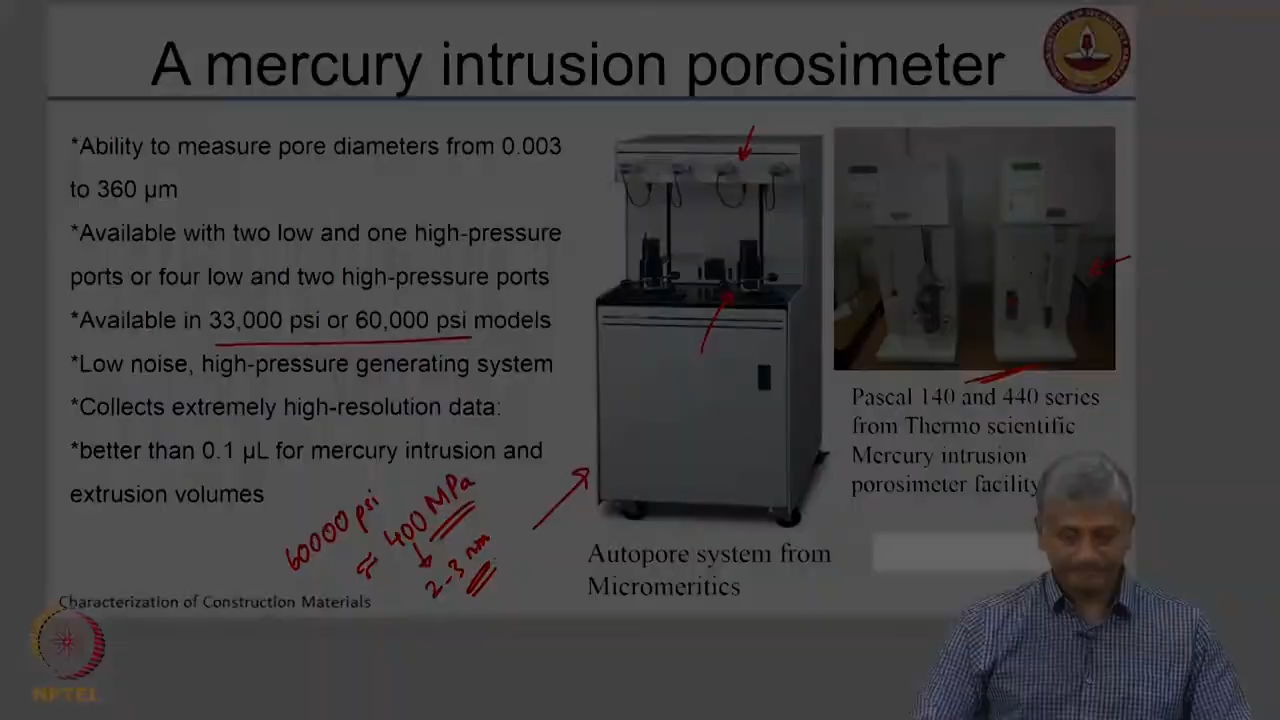 A mercury intrusion porosimeter
*Ability to measure pore diameters from 0.003
to 360 µm
*Available with two low and one high-pressure
ports or four low and two high-pressure ports
*Available in 33,000 psi or 60,000 psi models
*Low noise, high-pressure generating system
*Collects extremely high-resolution data:
*better than 0.1 µL for mercury intrusion and
extrusion volumes
60000 psi
≈ 400 MPa
2-3 nm
Autopore system from
Micromeritics
Pascal 140 and 440 series
from Thermo scientific
Mercury intrusion
porosimeter facility
Characterization of Construction Materials
NPTEL